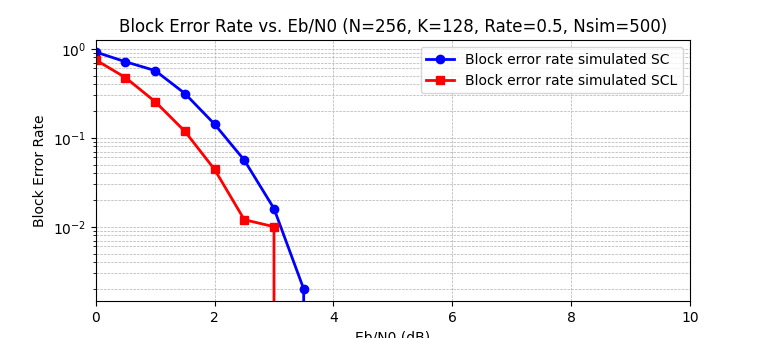 Block Error Rate vs. Eb/N0 (N=256, K=128, Rate=0.5, Nsim=500)
Block error rate simulated SC
Block error rate simulated SCL
Block Error Rate
10⁰
10⁻¹
10⁻²
0 2 4 6 8 10
Eb/N0 (dB)